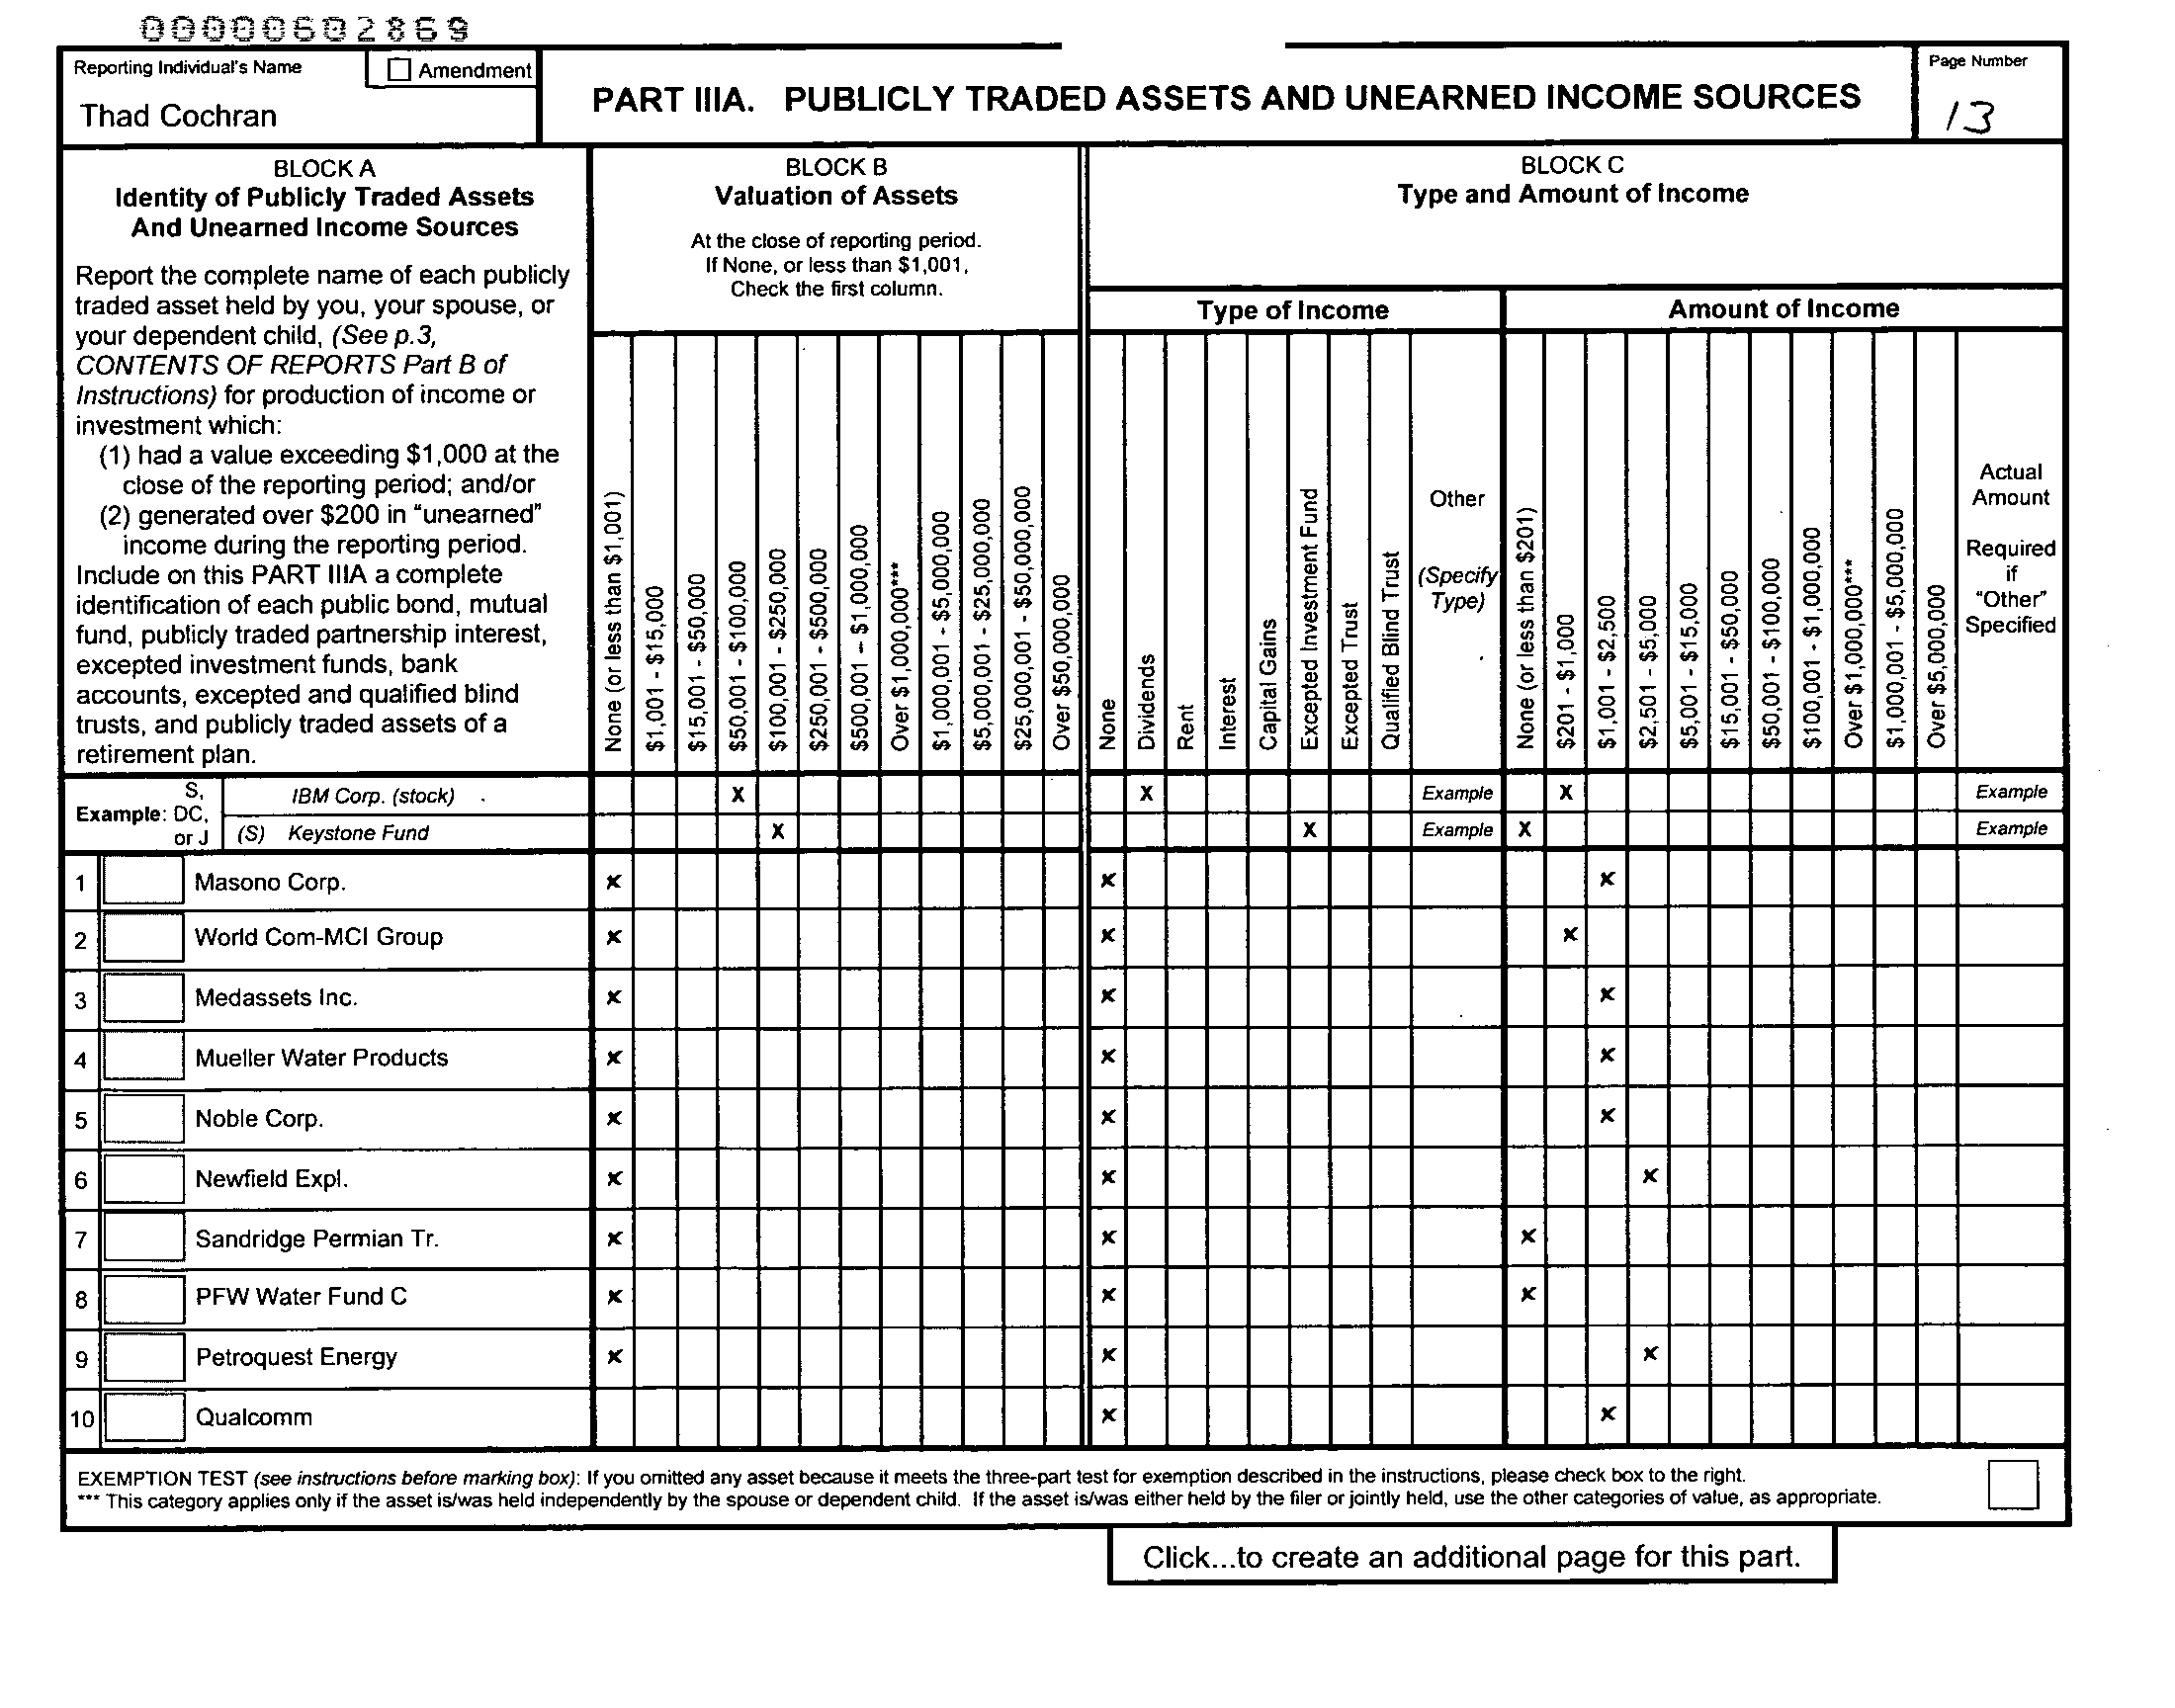 00000602869
Reporting Individual's Name
Amendment
Thad Cochran
PART IIIA. PUBLICLY TRADED ASSETS AND UNEARNED INCOME SOURCES
Page Number
13
BLOCK A
Identity of Publicly Traded Assets
And Unearned Income Sources
Report the complete name of each publicly
traded asset held by you, your spouse, or
your dependent child, (See p.3,
CONTENTS OF REPORTS Part B of
Instructions) for production of income or
investment which:
(1) had a value exceeding $1,000 at the
close of the reporting period; and/or
(2) generated over $200 in "unearned"
income during the reporting period.
Include on this PART IIIA a complete
identification of each public bond, mutual
fund, publicly traded partnership interest,
excepted investment funds, bank
accounts, excepted and qualified blind
trusts, and publicly traded assets of a
retirement plan.
BLOCK B
Valuation of Assets
At the close of reporting period.
If None, or less than $1,001,
Check the first column.
None (or less than $1,001)
$1,001 - $15,000
$15,001 - $50,000
$50,001 - $100,000
$100,001 - $250,000
$250,001 - $500,000
$500,001 - $1,000,000
Over $1,000,000***
$1,000,001 - $5,000,000
$5,000,001 - $25,000,000
$25,000,001 - $50,000,000
Over $50,000,000
BLOCK C
Type and Amount of Income
Type of Income
None
Dividends
Rent
Interest
Capital Gains
Excepted Investment Fund
Excepted Trust
Qualified Blind Trust
Other
(Specify
Type)
Amount of Income
None (or less than $201)
$201 - $1,000
$1,001 - $2,500
$2,501 - $5,000
$5,001 - $15,000
$15,001 - $50,000
$50,001 - $100,000
$100,001 - $1,000,000
Over $1,000,000***
$1,000,001 - $5,000,000
Over $5,000,000
Actual
Amount
Required
if
"Other"
Specified
Example: S, DC, or J
IBM Corp. (stock) X X Example X Example
(S) Keystone Fund X X Example X Example
1 Masono Corp. x x x
2 World Com-MCI Group x x x
3 Medassets Inc. x x x
4 Mueller Water Products x x x
5 Noble Corp. x x x
6 Newfield Expl. x x x
7 Sandridge Permian Tr. x x x
8 PFW Water Fund C x x x
9 Petroquest Energy x x x
10 Qualcomm x x
EXEMPTION TEST (see instructions before marking box): If you omitted any asset because it meets the three-part test for exemption described in the instructions, please check box to the right.
*** This category applies only if the asset is/was held independently by the spouse or dependent child. If the asset is/was either held by the filer or jointly held, use the other categories of value, as appropriate.
Click...to create an additional page for this part.